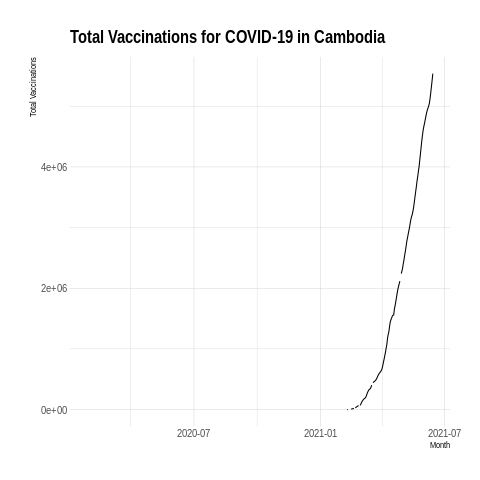 Total Vaccinations for COVID-19 in Cambodia
Total Vaccinations
4e+06
2e+06
0e+00
2020-07
2021-01
2021-07
Month